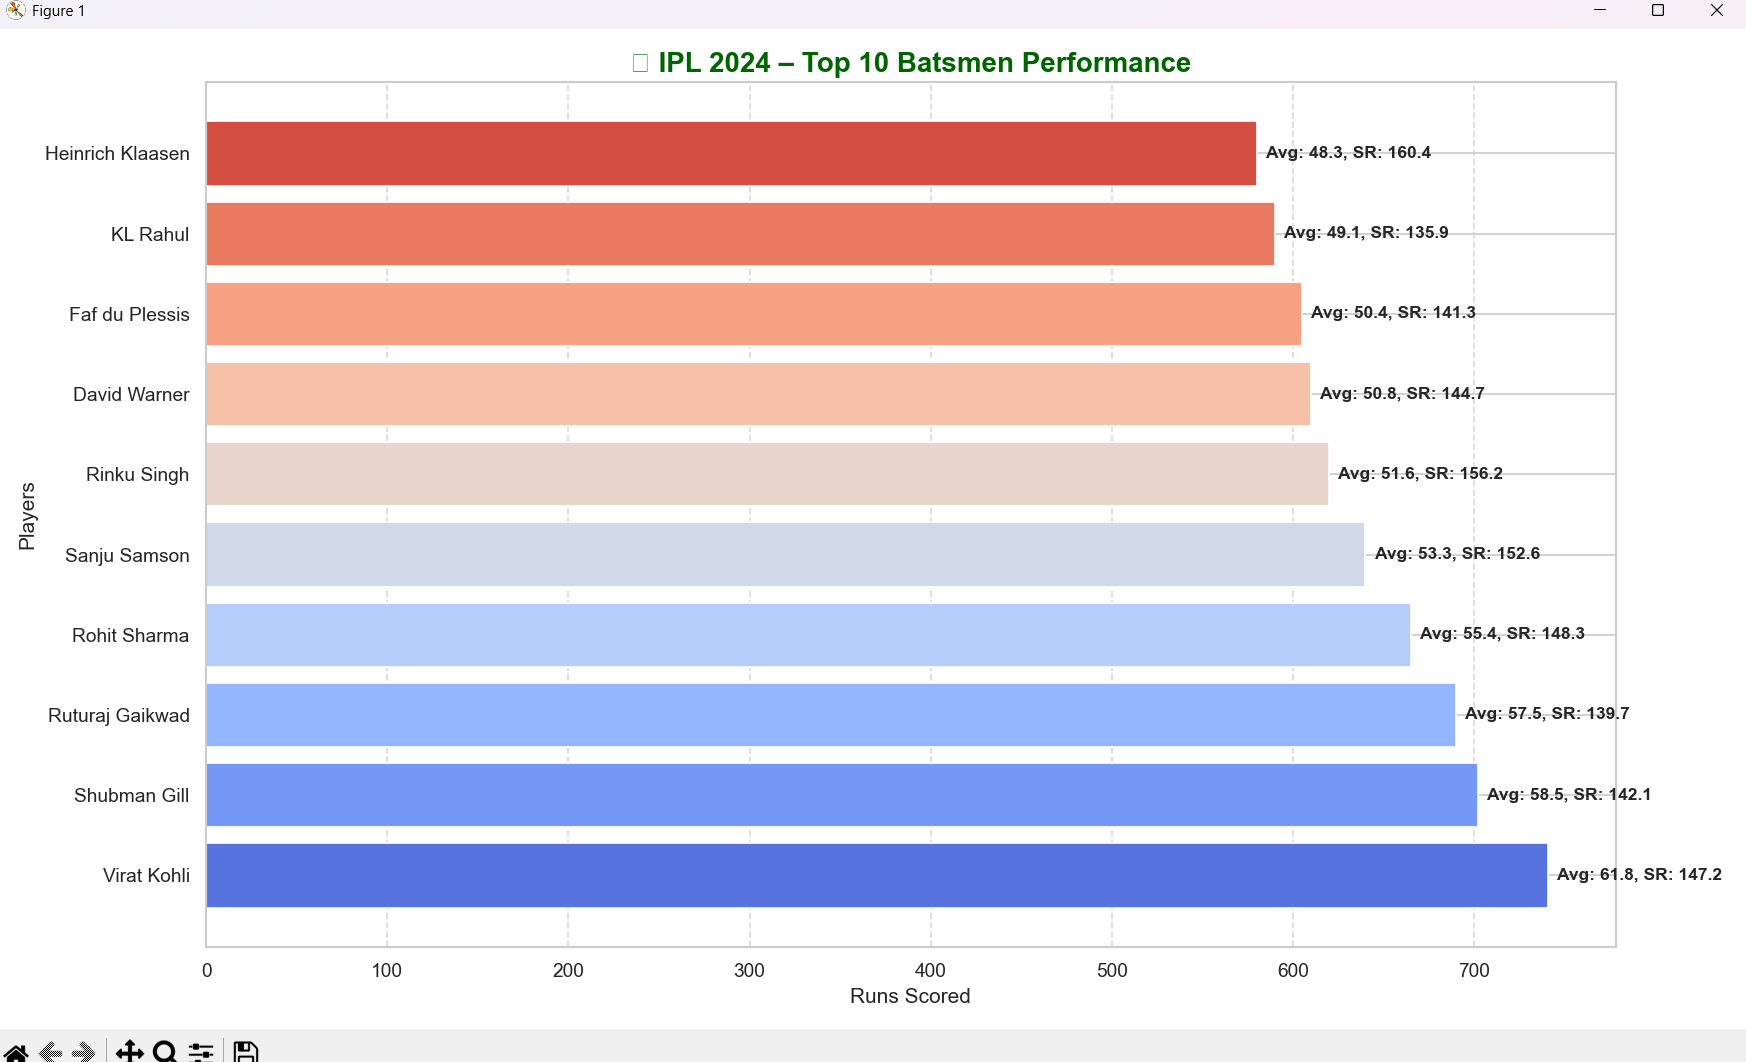 Figure 1
IPL 2024 – Top 10 Batsmen Performance
Players
Heinrich Klaasen Avg: 48.3, SR: 160.4
KL Rahul Avg: 49.1, SR: 135.9
Faf du Plessis Avg: 50.4, SR: 141.3
David Warner Avg: 50.8, SR: 144.7
Rinku Singh Avg: 51.6, SR: 156.2
Sanju Samson Avg: 53.3, SR: 152.6
Rohit Sharma Avg: 55.4, SR: 148.3
Ruturaj Gaikwad Avg: 57.5, SR: 139.7
Shubman Gill Avg: 58.5, SR: 142.1
Virat Kohli Avg: 61.8, SR: 147.2
0 100 200 300 400 500 600 700
Runs Scored